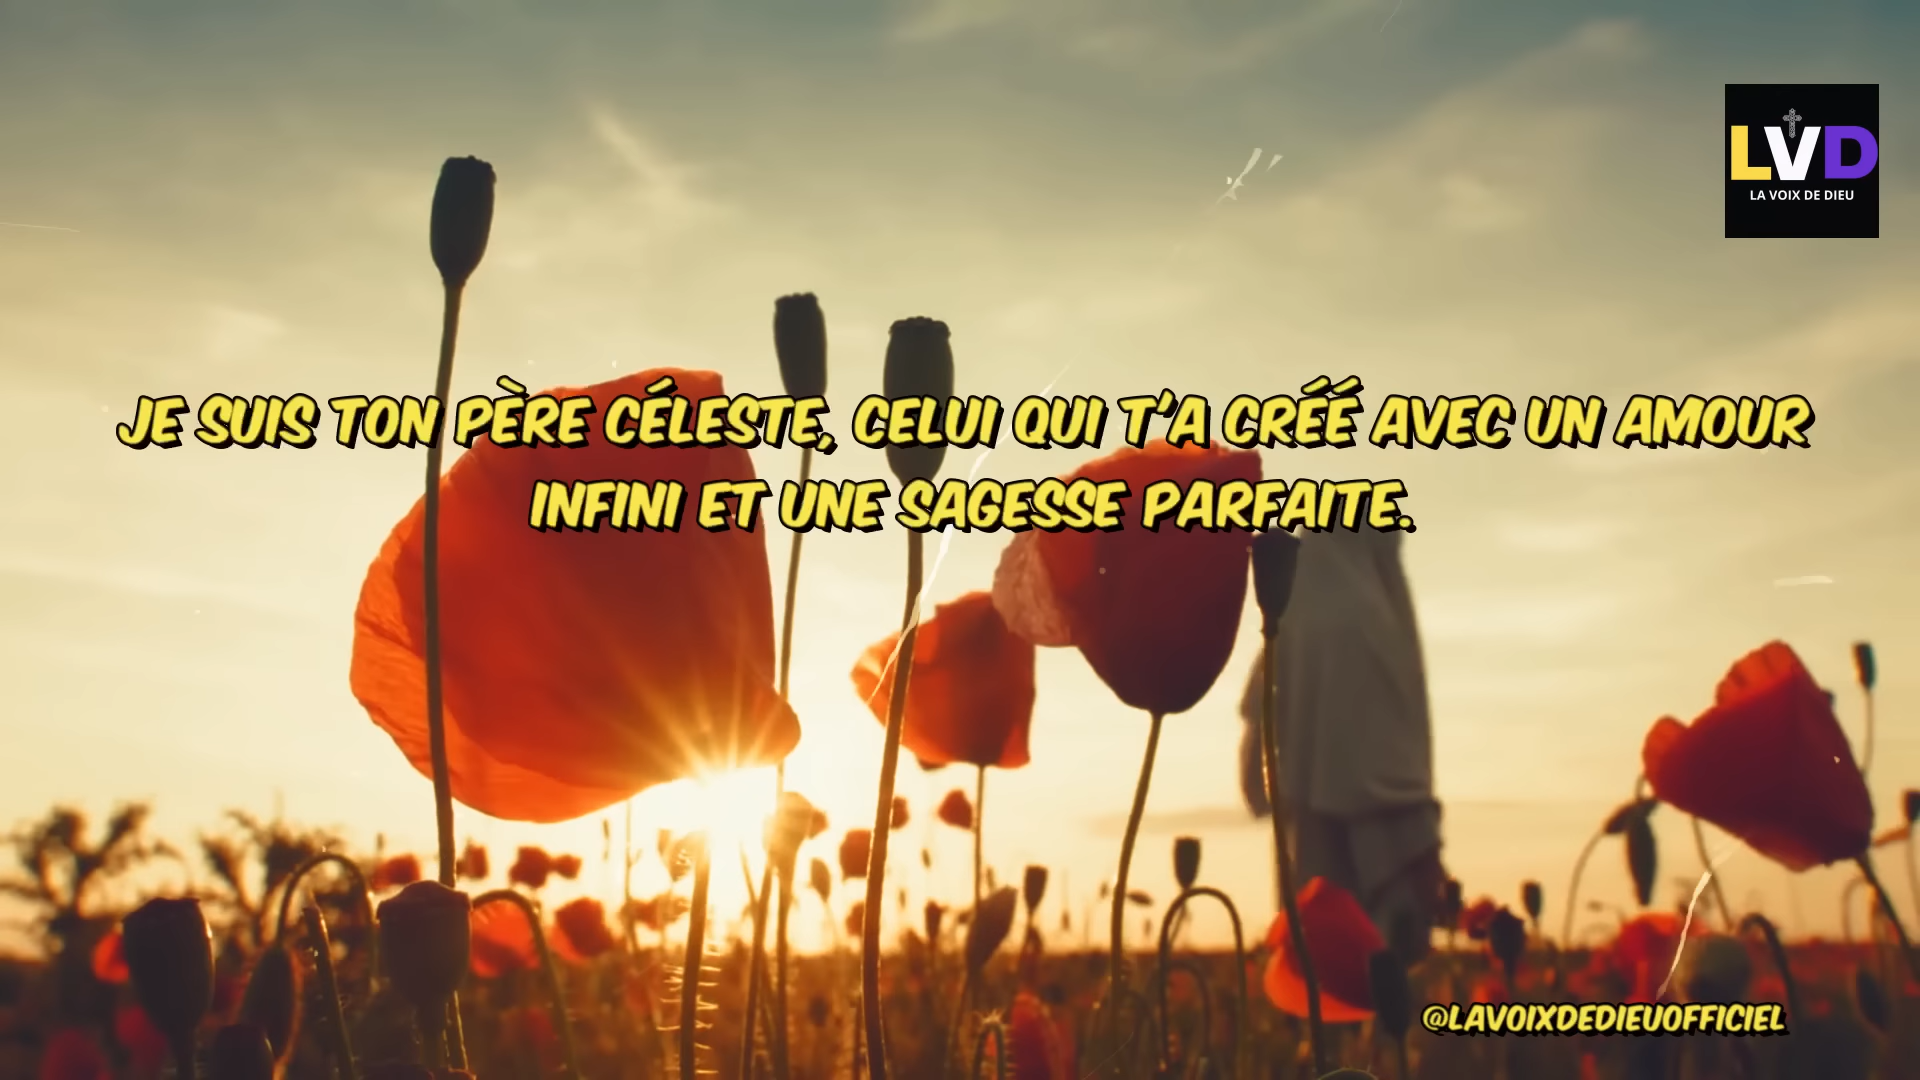 LVD
LA VOIX DE DIEU
JE SUIS TON PÈRE CÉLESTE, CELUI QUI T'A CRÉÉ AVEC UN AMOUR
INFINI ET UNE SAGESSE PARFAITE.
@LAVOIXDEDIEUOFFICIEL